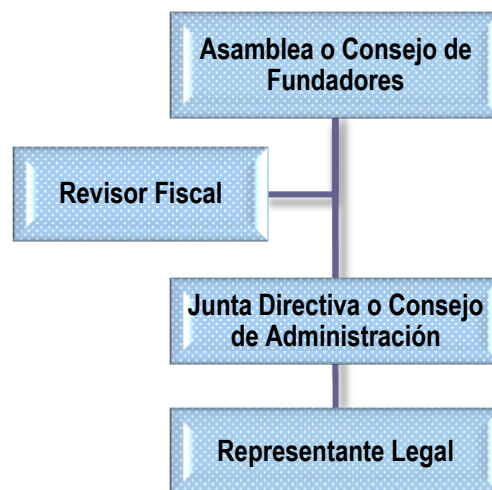 Asamblea o Consejo de
Fundadores
Revisor Fiscal
Junta Directiva o Consejo
de Administración
Representante Legal